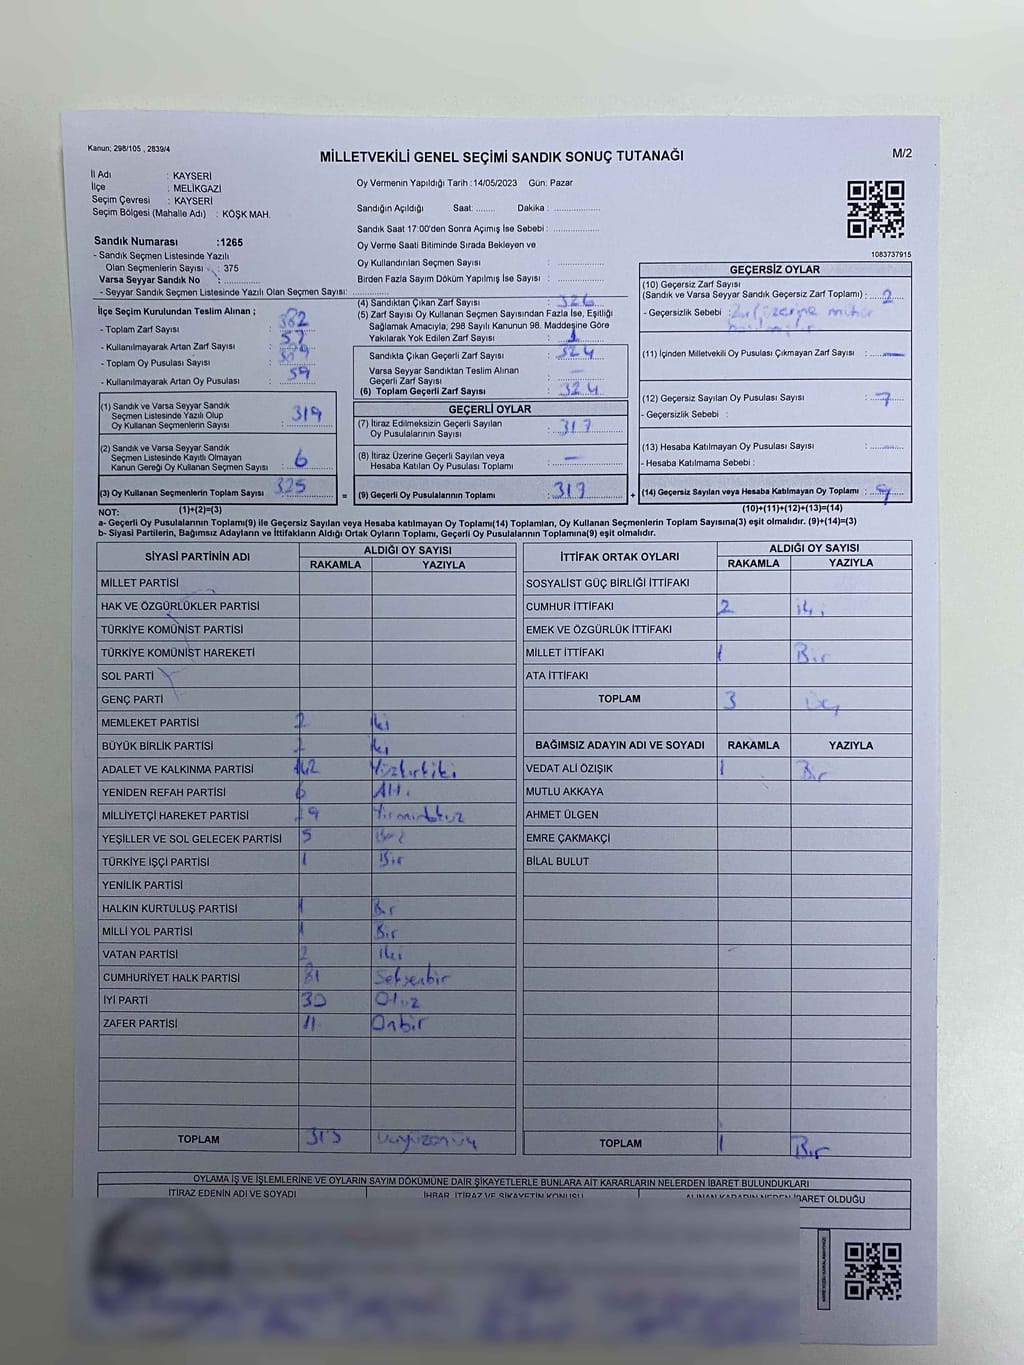 Kanun; 298/105 , 2839/4
MİLLETVEKİLİ GENEL SEÇİMİ SANDIK SONUÇ TUTANAĞI
M/2
İl Adı : KAYSERİ
İlçe : MELİKGAZİ
Seçim Çevresi : KAYSERİ
Seçim Bölgesi (Mahalle Adı) : KÖŞK MAH.
Sandık Numarası :1265
- Sandık Seçmen Listesinde Yazılı
Olan Seçmenlerin Sayısı : 375
Varsa Seyyar Sandık No :
- Seyyar Sandık Seçmen Listesinde Yazılı Olan Seçmen Sayısı:
Oy Vermenin Yapıldığı Tarih :14/05/2023 Gün: Pazar
Sandığın Açıldığı Saat: ........ Dakika : ...................
Sandık Saat 17:00'den Sonra Açımış İse Sebebi : ...................
Oy Verme Saati Bitiminde Sırada Bekleyen ve
Oy Kullandırılan Seçmen Sayısı : ...................
Birden Fazla Sayım Döküm Yapılmış İse Sayısı : ...................
1083737915
İlçe Seçim Kurulundan Teslim Alınan ;
- Toplam Zarf Sayısı : 382
- Kullanılmayarak Artan Zarf Sayısı : 57
- Toplam Oy Pusulası Sayısı :
- Kullanılmayarak Artan Oy Pusulası : 59
(1) Sandık ve Varsa Seyyar Sandık
Seçmen Listesinde Yazılı Olup
Oy Kullanan Seçmenlerin Sayısı : 319
(2) Sandık ve Varsa Seyyar Sandık
Seçmen Listesinde Kayıtlı Olmayan
Kanun Gereği Oy Kullanan Seçmen Sayısı : 6
(3) Oy Kullanan Seçmenlerin Toplam Sayısı : 325
(1)+(2)=(3)
(4) Sandıktan Çıkan Zarf Sayısı : 326
(5) Zarf Sayısı Oy Kullanan Seçmen Sayısından Fazla İse, Eşitliği
Sağlamak Amacıyla; 298 Sayılı Kanunun 98. Maddesine Göre
Yakılarak Yok Edilen Zarf Sayısı : 1
Sandıkta Çıkan Geçerli Zarf Sayısı : 324
Varsa Seyyar Sandıktan Teslim Alınan
Geçerli Zarf Sayısı : —
(6) Toplam Geçerli Zarf Sayısı : 324
GEÇERLİ OYLAR
(7) İtiraz Edilmeksizin Geçerli Sayılan
Oy Pusulalarının Sayısı : 317
(8) İtiraz Üzerine Geçerli Sayılan veya
Hesaba Katılan Oy Pusulası Toplamı : —
= (9) Geçerli Oy Pusulalarının Toplamı : 317
GEÇERSİZ OYLAR
(10) Geçersiz Zarf Sayısı
(Sandık ve Varsa Seyyar Sandık Geçersiz Zarf Toplamı) : 2
- Geçersizlik Sebebi : Zarf üzerine mühür
(11) İçinden Milletvekili Oy Pusulası Çıkmayan Zarf Sayısı : —
(12) Geçersiz Sayılan Oy Pusulası Sayısı : 7
- Geçersizlik Sebebi :
(13) Hesaba Katılmayan Oy Pusulası Sayısı : —
- Hesaba Katılmama Sebebi :
+ (14) Geçersiz Sayılan veya Hesaba Katılmayan Oy Toplamı : 9
(10)+(11)+(12)+(13)=(14)
NOT:
a- Geçerli Oy Pusulalarının Toplamı(9) ile Geçersiz Sayılan veya Hesaba katılmayan Oy Toplamı(14) Toplamları, Oy Kullanan Seçmenlerin Toplam Sayısına(3) eşit olmalıdır. (9)+(14)=(3)
b- Siyasi Partilerin, Bağımsız Adayların ve İttifakların Aldığı Ortak Oyların Toplamı, Geçerli Oy Pusulalarının Toplamına(9) eşit olmalıdır.
SİYASİ PARTİNİN ADI ALDIĞI OY SAYISI
RAKAMLA YAZIYLA
MİLLET PARTİSİ
HAK VE ÖZGÜRLÜKLER PARTİSİ
TÜRKİYE KOMÜNİST PARTİSİ
TÜRKİYE KOMÜNİST HAREKETİ
SOL PARTİ
GENÇ PARTİ
MEMLEKET PARTİSİ 2 iki
BÜYÜK BİRLİK PARTİSİ 2 iki
ADALET VE KALKINMA PARTİSİ 142 Yüzkırkiki
YENİDEN REFAH PARTİSİ 6 Altı
MİLLİYETÇİ HAREKET PARTİSİ 29 Yirmidokuz
YEŞİLLER VE SOL GELECEK PARTİSİ 5 Beş
TÜRKİYE İŞÇİ PARTİSİ 1 Bir
YENİLİK PARTİSİ
HALKIN KURTULUŞ PARTİSİ 1 Bir
MİLLİ YOL PARTİSİ 1 Bir
VATAN PARTİSİ 2 iki
CUMHURİYET HALK PARTİSİ 81 Seksenbir
İYİ PARTİ 30 Otuz
ZAFER PARTİSİ 11 Onbir
TOPLAM 313 Üçyüzonüç
İTTİFAK ORTAK OYLARI ALDIĞI OY SAYISI
RAKAMLA YAZIYLA
SOSYALİST GÜÇ BİRLİĞİ İTTİFAKI
CUMHUR İTTİFAKI 2 iki
EMEK VE ÖZGÜRLÜK İTTİFAKI
MİLLET İTTİFAKI 1 Bir
ATA İTTİFAKI
TOPLAM 3 Üç
BAĞIMSIZ ADAYIN ADI VE SOYADI RAKAMLA YAZIYLA
VEDAT ALİ ÖZIŞIK 1 Bir
MUTLU AKKAYA
AHMET ÜLGEN
EMRE ÇAKMAKÇİ
BİLAL BULUT
TOPLAM 1 Bir
OYLAMA İŞ VE İŞLEMLERİNE VE OYLARIN SAYIM DÖKÜMÜNE DAİR ŞİKAYETLERLE BUNLARA AİT KARARLARIN NELERDEN İBARET BULUNDUKLARI
İTİRAZ EDENİN ADI VE SOYADI İHBAR, İTİRAZ VE ŞİKAYETİN KONUSU ALINAN KARARIN NEDEN İBARET OLDUĞU